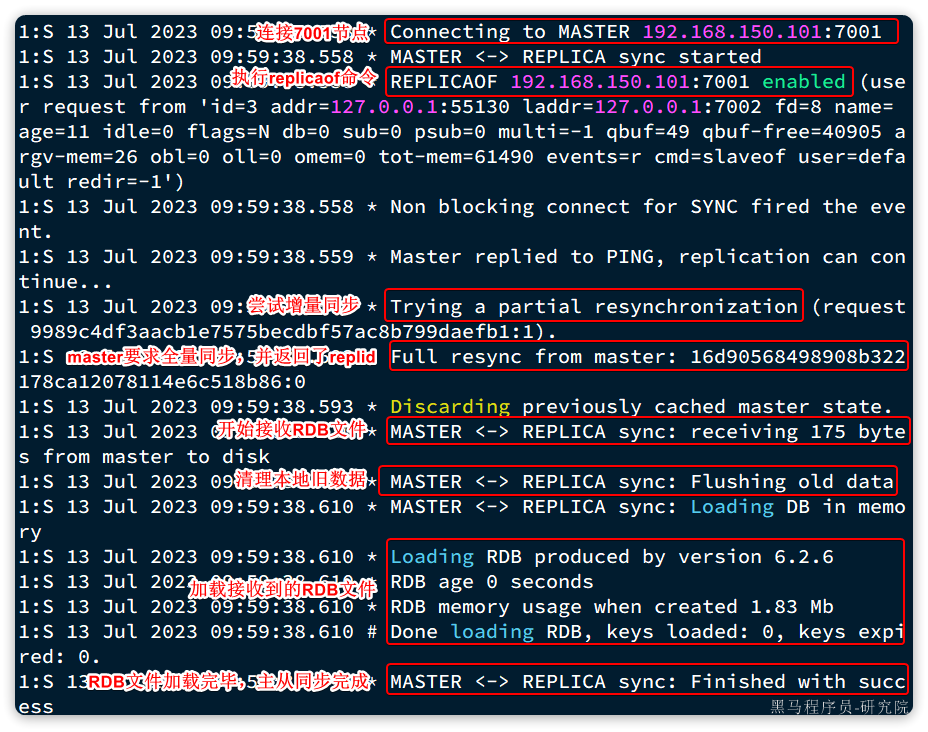 1:S 13 Jul 2023 09:5 连接7001节点 * Connecting to MASTER 192.168.150.101:7001
1:S 13 Jul 2023 09:59:38.558 * MASTER <-> REPLICA sync started
1:S 13 Jul 2023 09: 执行replicaof命令 REPLICAOF 192.168.150.101:7001 enabled (use
r request from 'id=3 addr=127.0.0.1:55130 laddr=127.0.0.1:7002 fd=8 name=
age=11 idle=0 flags=N db=0 sub=0 psub=0 multi=-1 qbuf=49 qbuf-free=40905 a
rgv-mem=26 obl=0 oll=0 omem=0 tot-mem=61490 events=r cmd=slaveof user=defa
ult redir=-1')
1:S 13 Jul 2023 09:59:38.558 * Non blocking connect for SYNC fired the eve
nt.
1:S 13 Jul 2023 09:59:38.559 * Master replied to PING, replication can con
tinue...
1:S 13 Jul 2023 09: 尝试增量同步 * Trying a partial resynchronization (request
9989c4df3aacb1e7575becdbf57ac8b799daefb1:1).
1:S master要求全量同步，并返回了replid Full resync from master: 16d90568498908b322
178ca12078114e6c518b86:0
1:S 13 Jul 2023 09:59:38.593 * Discarding previously cached master state.
1:S 13 Jul 2023 开始接收RDB文件 * MASTER <-> REPLICA sync: receiving 175 byte
s from master to disk
1:S 13 Jul 2023 09: 清理本地旧数据 * MASTER <-> REPLICA sync: Flushing old data
1:S 13 Jul 2023 09:59:38.610 * MASTER <-> REPLICA sync: Loading DB in memo
ry
1:S 13 Jul 2023 09:59:38.610 * Loading RDB produced by version 6.2.6
1:S 13 Jul 2023 加载接收到的RDB文件 RDB age 0 seconds
1:S 13 Jul 2023 09:59:38.610 * RDB memory usage when created 1.83 Mb
1:S 13 Jul 2023 09:59:38.610 # Done loading RDB, keys loaded: 0, keys expi
red: 0.
1:S 13 RDB文件加载完毕，主从同步完成 * MASTER <-> REPLICA sync: Finished with succ
ess
黑马程序员-研究院